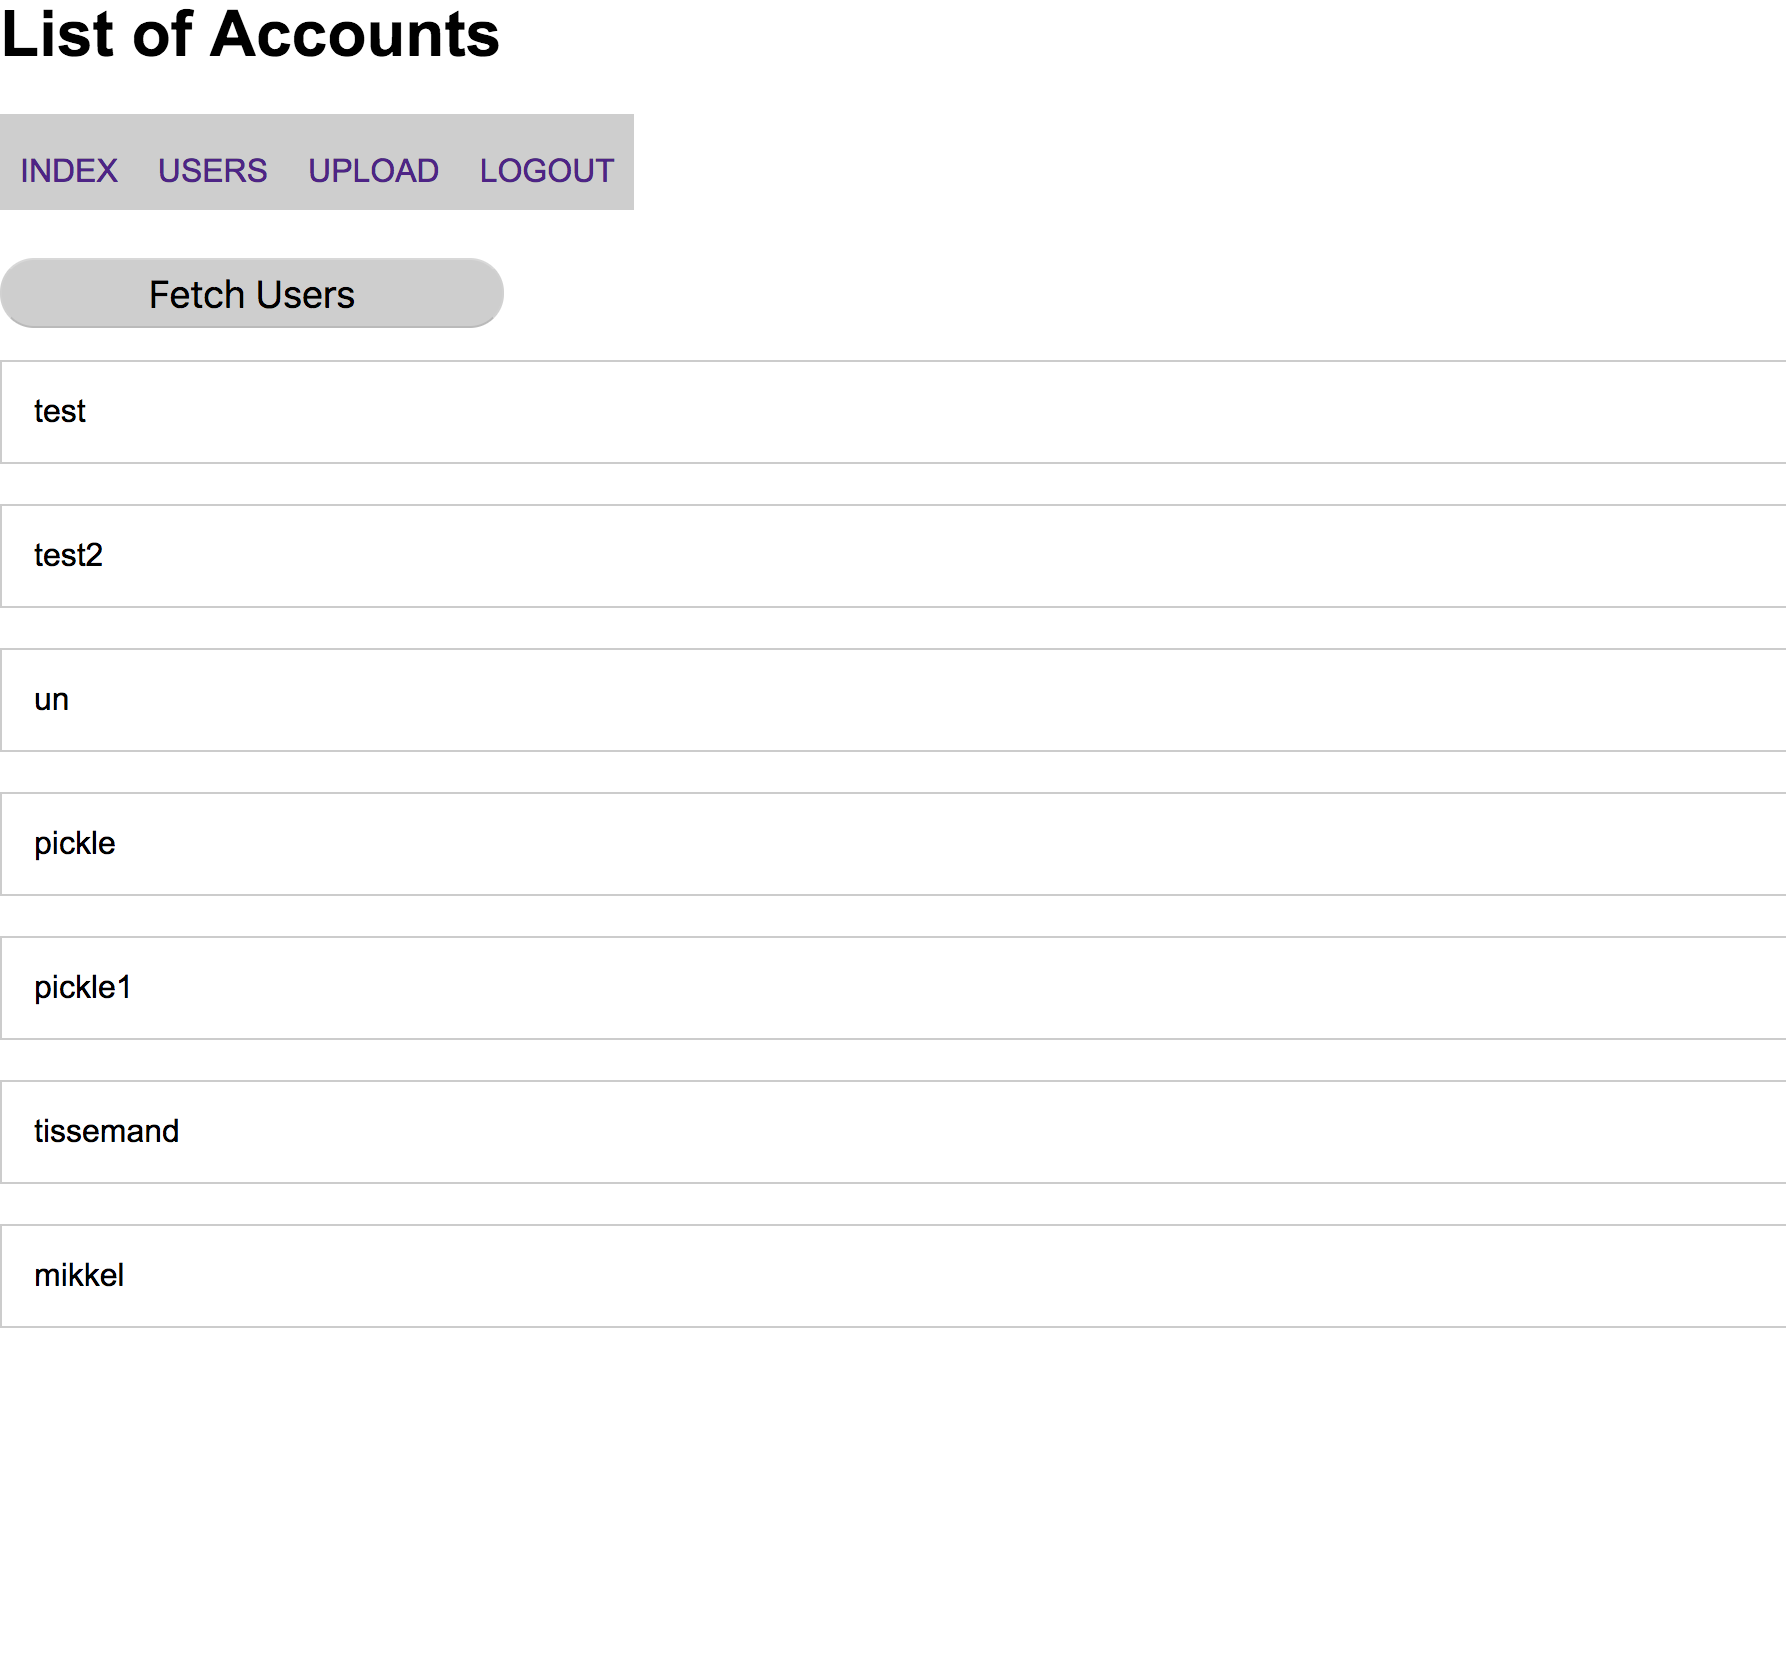 List of Accounts
INDEX USERS UPLOAD LOGOUT
Fetch Users
test
test2
un
pickle
pickle1
tissemand
mikkel